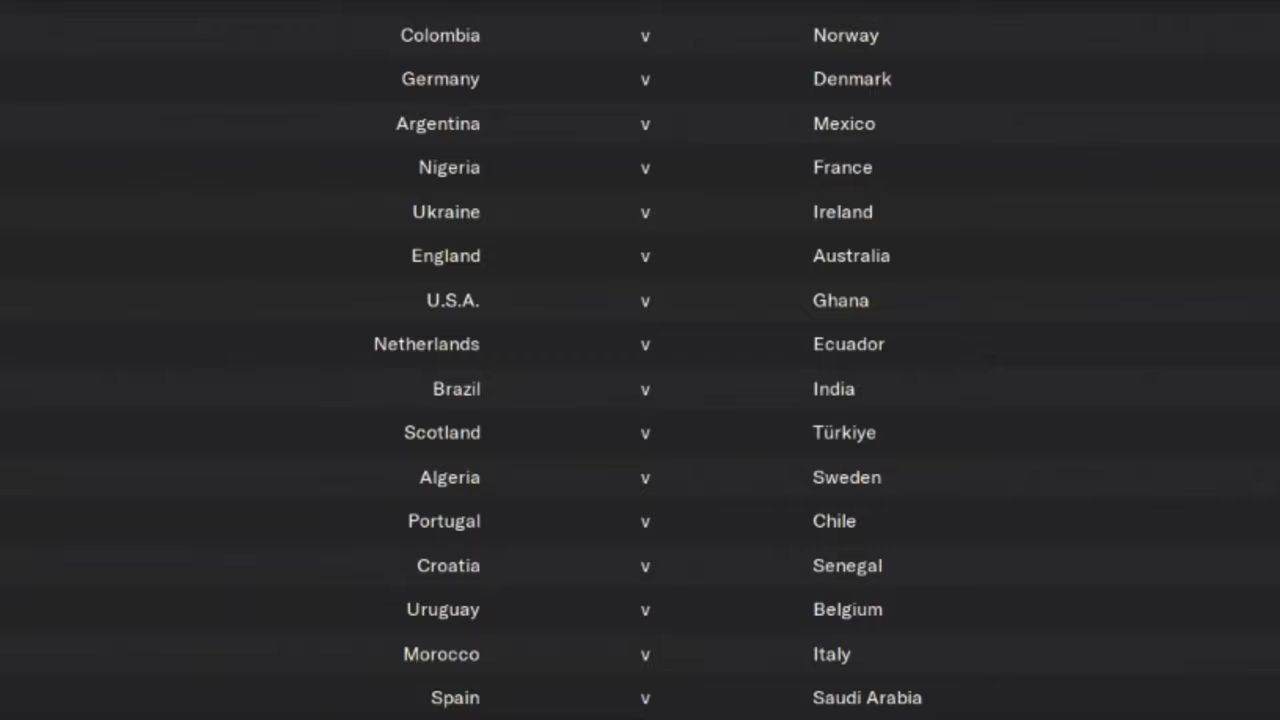 Colombia v Norway
Germany v Denmark
Argentina v Mexico
Nigeria v France
Ukraine v Ireland
England v Australia
U.S.A. v Ghana
Netherlands v Ecuador
Brazil v India
Scotland v Türkiye
Algeria v Sweden
Portugal v Chile
Croatia v Senegal
Uruguay v Belgium
Morocco v Italy
Spain v Saudi Arabia